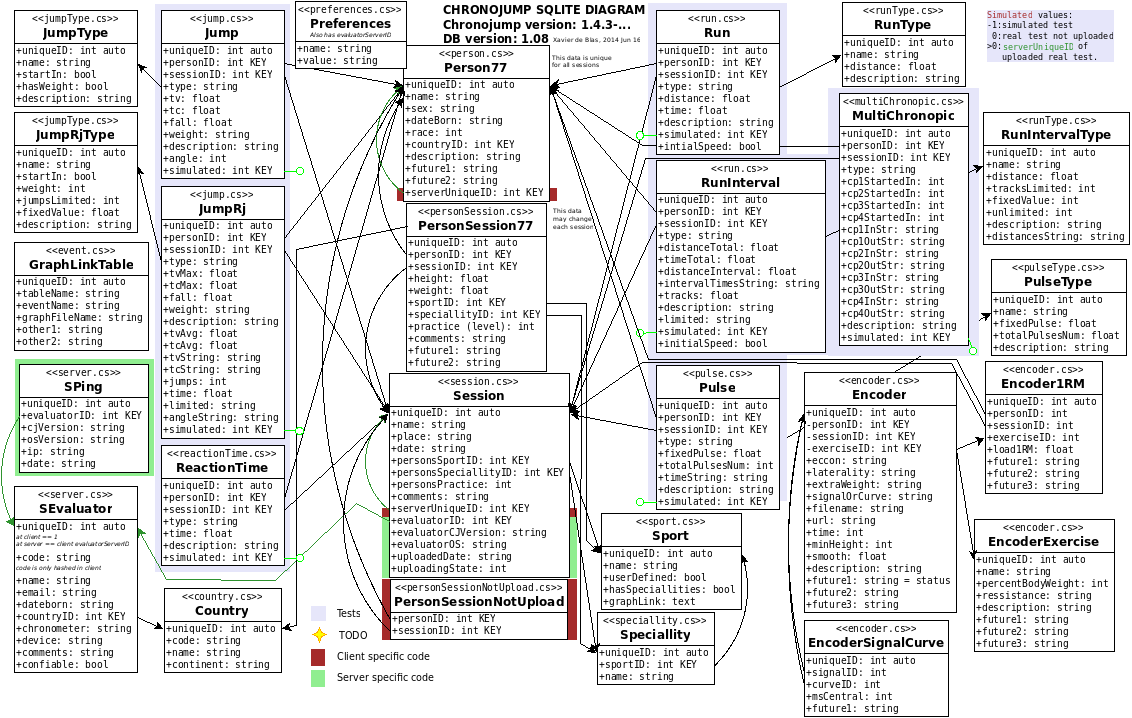 CHRONOJUMP SQLITE DIAGRAM
Chronojump version: 1.4.3-...
DB version: 1.08 Xavier de Blas, 2014 Jun 16
<<jumpType.cs>>
JumpType
+uniqueID: int auto
+name: string
+startIn: bool
+hasWeight: bool
+description: string
<<jumpType.cs>>
JumpRjType
+uniqueID: int auto
+name: string
+startIn: bool
+weight: int
+jumpsLimited: int
+fixedValue: float
+description: string
<<event.cs>>
GraphLinkTable
+uniqueID: int auto
+tableName: string
+eventName: string
+graphFileName: string
+other1: string
+other2: string
<<server.cs>>
SPing
+uniqueID: int auto
+evaluatorID: int KEY
+cjVersion: string
+osVersion: string
+ip: string
+date: string
<<server.cs>>
SEvaluator
+uniqueID: int auto
at client == 1
at server == client evaluatorServerID
+code: string
code is only hashed in client
+name: string
+email: string
+dateborn: string
+countryID: int KEY
+chronometer: string
+device: string
+comments: string
+confiable: bool
<<jump.cs>>
Jump
+uniqueID: int auto
+personID: int KEY
+sessionID: int KEY
+type: string
+tv: float
+tc: float
+fall: float
+weight: string
+description: string
+angle: int
+simulated: int KEY
<<jump.cs>>
JumpRj
+uniqueID: int auto
+personID: int KEY
+sessionID: int KEY
+type: string
+tvMax: float
+tcMax: float
+fall: float
+weight: string
+description: string
+tvAvg: float
+tcAvg: float
+tvString: string
+tcString: string
+jumps: int
+time: float
+limited: string
+angleString: string
+simulated: int KEY
<<reactionTime.cs>>
ReactionTime
+uniqueID: int auto
+personID: int KEY
+sessionID: int KEY
+type: string
+time: float
+description: string
+simulated: int KEY
<<country.cs>>
Country
+uniqueID: int auto
+code: string
+name: string
+continent: string
<<preferences.cs>>
Preferences
Also has evaluatorServerID
+name: string
+value: string
<<person.cs>>
Person77
+uniqueID: int auto
+name: string
+sex: string
+dateBorn: string
+race: int
+countryID: int KEY
+description: string
+future1: string
+future2: string
+serverUniqueID: int KEY
This data is unique
for all sessions
<<personSession.cs>>
PersonSession77
+uniqueID: int auto
+personID: int KEY
+sessionID: int KEY
+height: float
+weight: float
+sportID: int KEY
+speciallityID: int KEY
+practice (level): int
+comments: string
+future1: string
+future2: string
This data
may change
each session
<<session.cs>>
Session
+uniqueID: int auto
+name: string
+place: string
+date: string
+personsSportID: int KEY
+personsSpeciallityID: int KEY
+personsPractice: int
+comments: string
+serverUniqueID: int KEY
+evaluatorID: int KEY
+evaluatorCJVersion: string
+evaluatorOS: string
+uploadedDate: string
+uploadingState: int
<<personSessionNotUpload.cs>>
PersonSessionNotUpload
+personID: int KEY
+sessionID: int KEY
Tests
TODO
Client specific code
Server specific code
<<run.cs>>
Run
+uniqueID: int auto
+personID: int KEY
+sessionID: int KEY
+type: string
+distance: float
+time: float
+description: string
+simulated: int KEY
+intialSpeed: bool
<<run.cs>>
RunInterval
+uniqueID: int auto
+personID: int KEY
+sessionID: int KEY
+type: string
+distanceTotal: float
+timeTotal: float
+distanceInterval: float
+intervalTimesString: string
+tracks: float
+description: string
+limited: string
+simulated: int KEY
+initialSpeed: bool
<<pulse.cs>>
Pulse
+uniqueID: int auto
+personID: int KEY
+sessionID: int KEY
+type: string
+fixedPulse: float
+totalPulsesNum: int
+timeString: string
+description: string
+simulated: int KEY
<<sport.cs>>
Sport
+uniqueID: int auto
+name: string
+userDefined: bool
+hasSpeciallities: bool
+graphLink: text
<<speciallity.cs>>
Speciallity
+uniqueID: int auto
+sportID: int KEY
+name: string
<<runType.cs>>
RunType
+uniqueID: int auto
+name: string
+distance: float
+description: string
<<multiChronopic.cs>>
MultiChronopic
+uniqueID: int auto
+personID: int KEY
+sessionID: int KEY
+type: string
+cp1StartedIn: int
+cp2StartedIn: int
+cp3StartedIn: int
+cp4StartedIn: int
+cp1InStr: string
+cp1OutStr: string
+cp2InStr: string
+cp2OutStr: string
+cp3InStr: string
+cp3OutStr: string
+cp4InStr: string
+cp4OutStr: string
+description: string
+simulated: int KEY
<<encoder.cs>>
Encoder
+uniqueID: int auto
-personID: int KEY
-sessionID: int KEY
-exerciseID: int KEY
+eccon: string
+laterality: string
+extraWeight: string
+signalOrCurve: string
+filename: string
+url: string
+time: int
+minHeight: int
+smooth: float
+description: string
+future1: string = status
+future2: string
+future3: string
<<encoder.cs>>
EncoderSignalCurve
+uniqueID: int auto
+signalID: int
+curveID: int
+msCentral: int
+future1: string
Simulated values:
-1:simulated test
0:real test not uploaded
>0:serverUniqueID of
uploaded real test.
<<runType.cs>>
RunIntervalType
+uniqueID: int auto
+name: string
+distance: float
+tracksLimited: int
+fixedValue: int
+unlimited: int
+description: string
+distancesString: string
<<pulseType.cs>>
PulseType
+uniqueID: int auto
+name: string
+fixedPulse: float
+totalPulsesNum: float
+description: string
<<encoder.cs>>
Encoder1RM
+uniqueID: int auto
+personID: int
+sessionID: int
+exerciseID: int
+load1RM: float
+future1: string
+future2: string
+future3: string
<<encoder.cs>>
EncoderExercise
+uniqueID: int auto
+name: string
+percentBodyWeight: int
+ressistance: string
+description: string
+future1: string
+future2: string
+future3: string